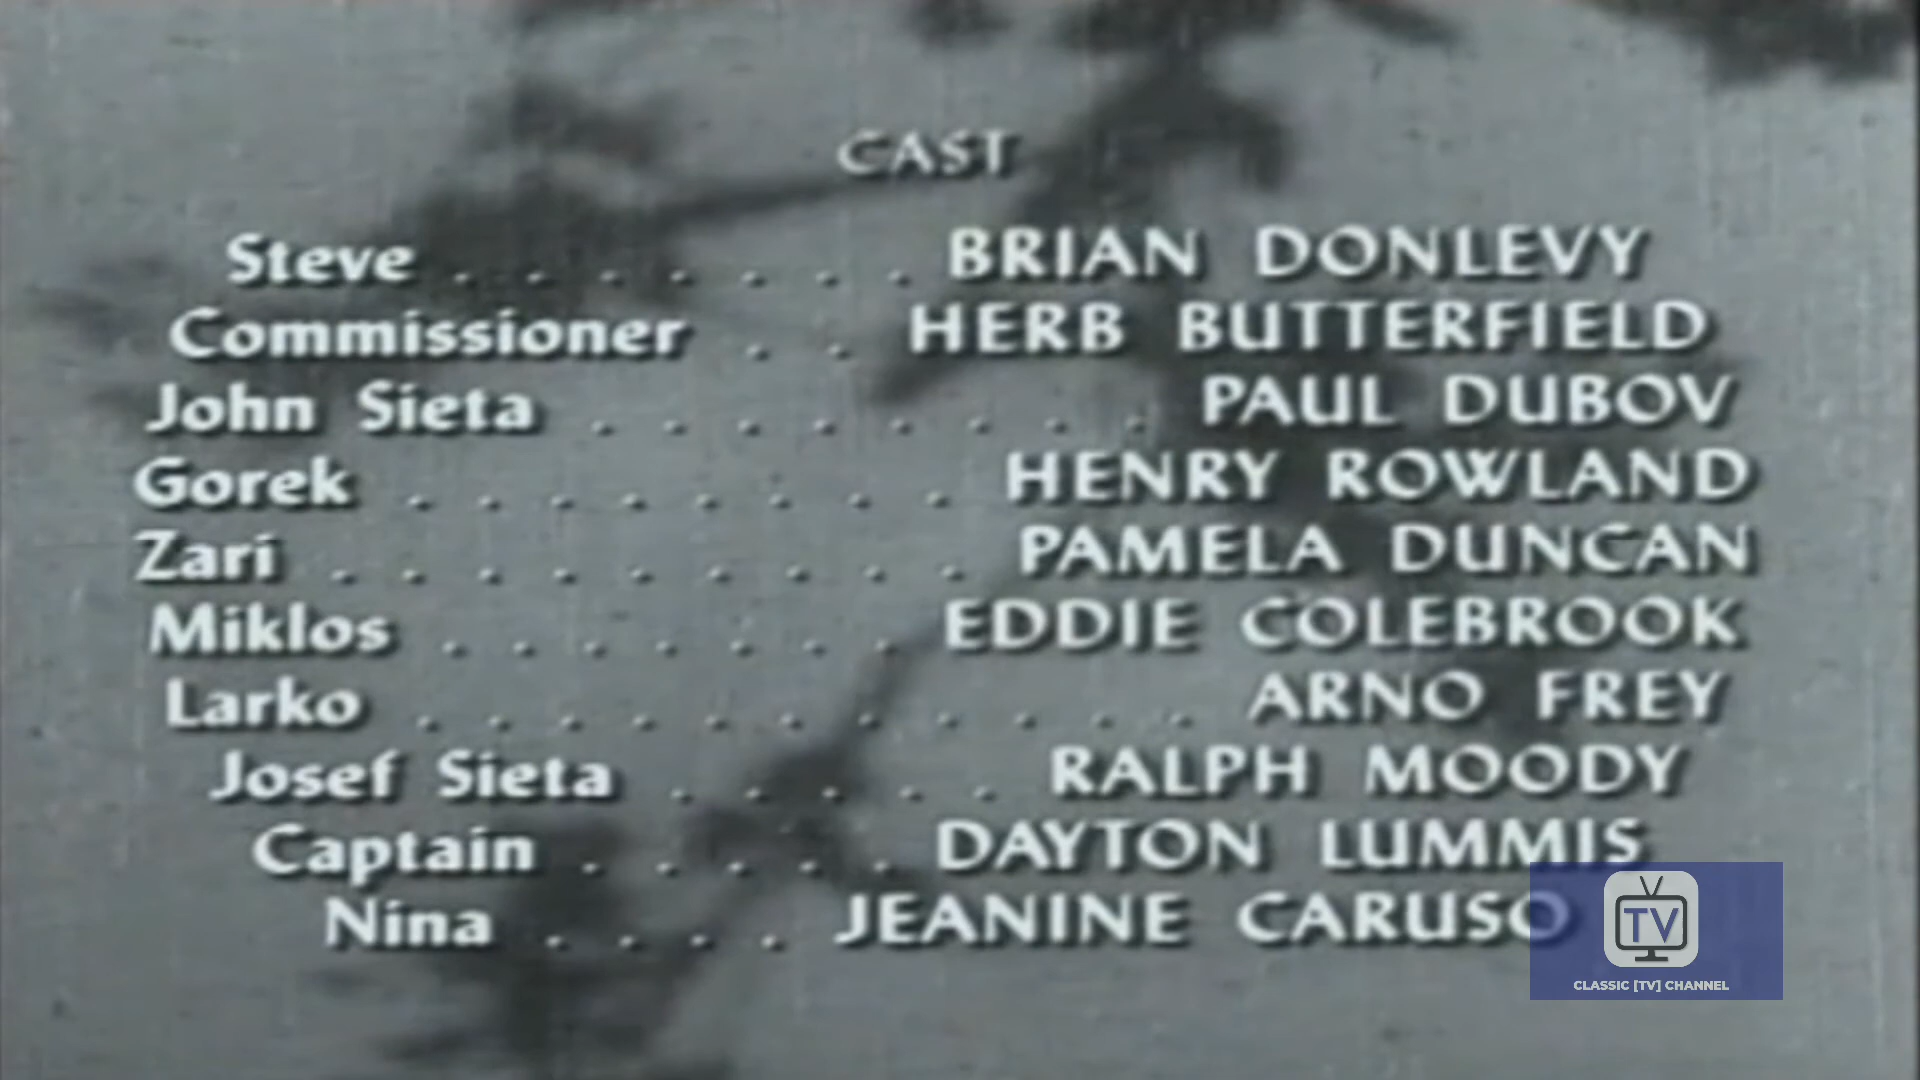 CAST
Steve . . . . . . . BRIAN DONLEVY
Commissioner . . HERB BUTTERFIELD
John Sieta . . . . . . . . PAUL DUBOV
Gorek . . . . . . . . HENRY ROWLAND
Zari . . . . . . . . . PAMELA DUNCAN
Miklos . . . . . . . EDDIE COLEBROOK
Larko . . . . . . . . . . . ARNO FREY
Josef Sieta . . . . . RALPH MOODY
Captain . . . . . DAYTON LUMMIS
Nina . . . . JEANINE CARUSO
TV
CLASSIC [TV] CHANNEL